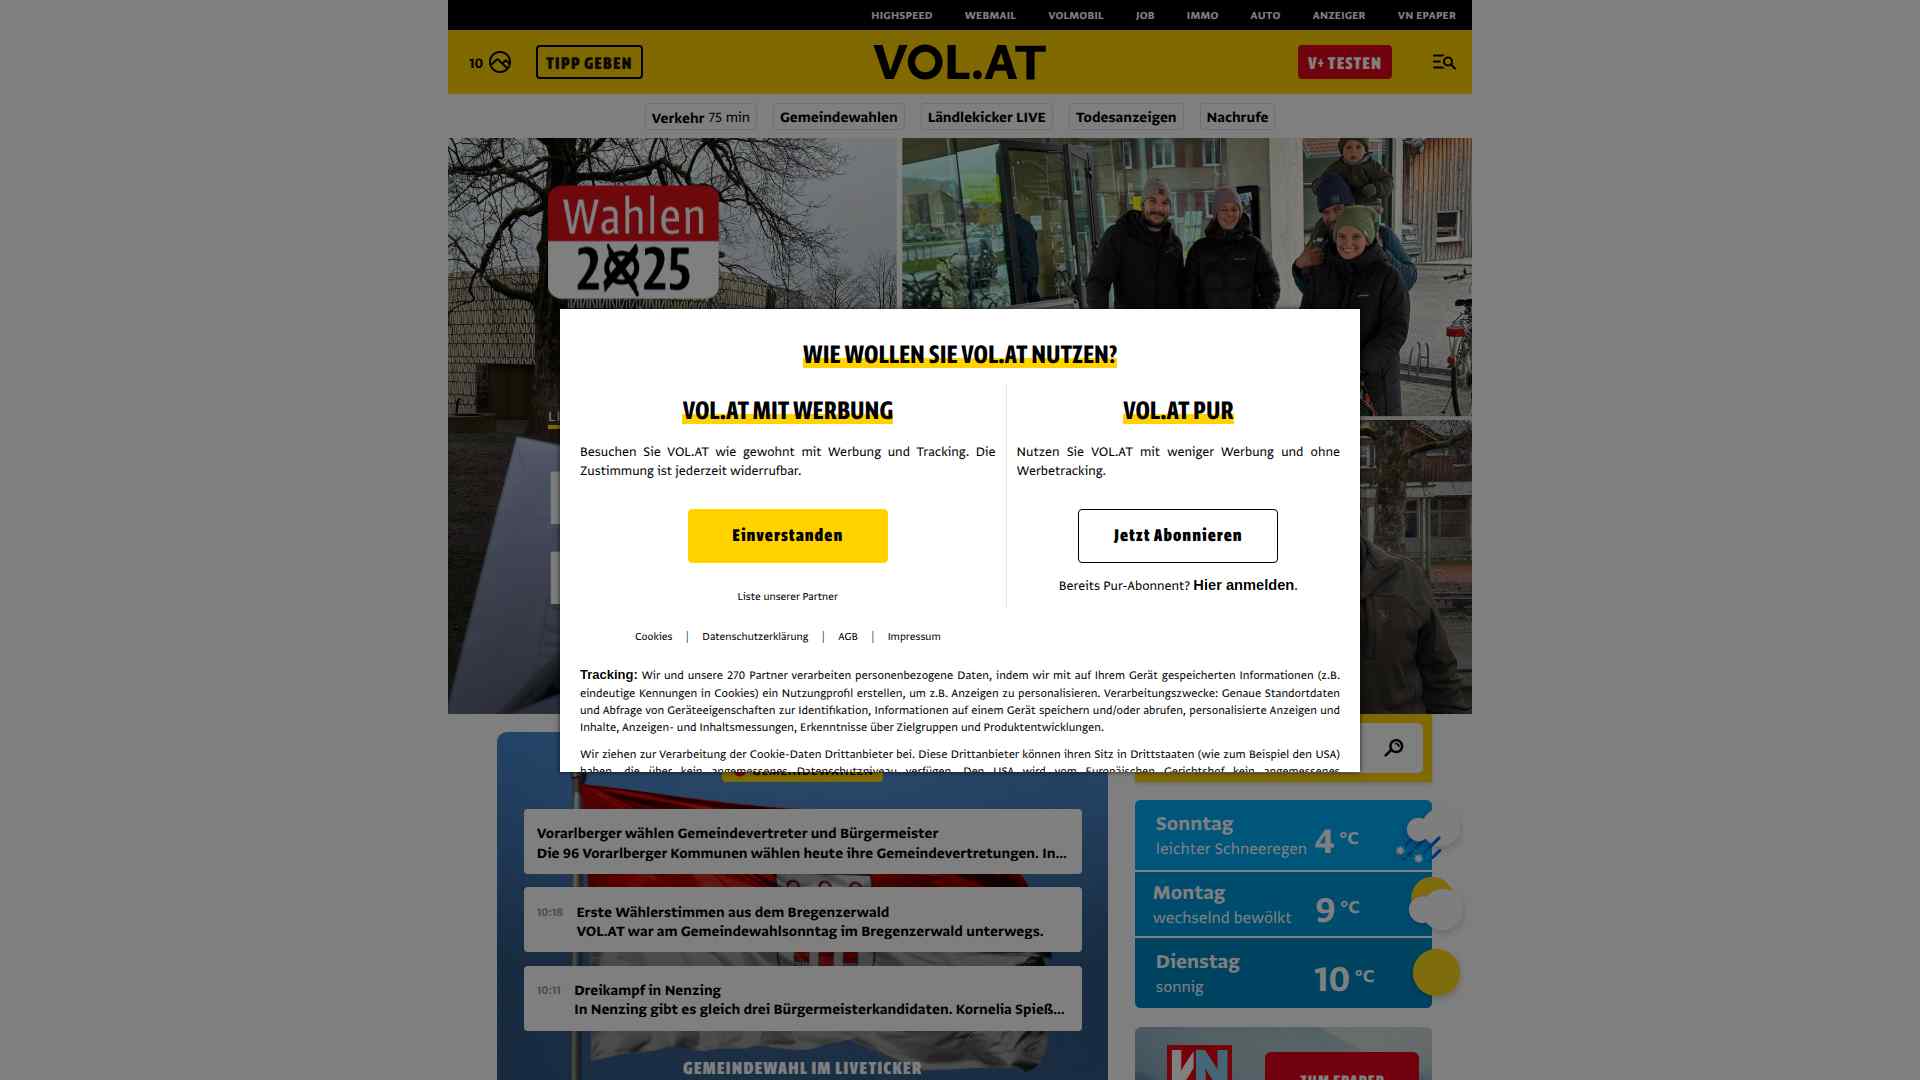 HIGHSPEED WEBMAIL VOLMOBIL JOB IMMO AUTO ANZEIGER VN EPAPER
10 TIPP GEBEN VOL.AT V+ TESTEN
Verkehr 75 min Gemeindewahlen Ländlekicker LIVE Todesanzeigen Nachrufe
Wahlen
2025
WIE WOLLEN SIE VOL.AT NUTZEN?
VOL.AT MIT WERBUNG
Besuchen Sie VOL.AT wie gewohnt mit Werbung und Tracking. Die
Zustimmung ist jederzeit widerrufbar.
Einverstanden
Liste unserer Partner
VOL.AT PUR
Nutzen Sie VOL.AT mit weniger Werbung und ohne
Werbetracking.
Jetzt Abonnieren
Bereits Pur-Abonnent? Hier anmelden.
Cookies | Datenschutzerklärung | AGB | Impressum
Tracking: Wir und unsere 270 Partner verarbeiten personenbezogene Daten, indem wir mit auf Ihrem Gerät gespeicherten Informationen (z.B.
eindeutige Kennungen in Cookies) ein Nutzungprofil erstellen, um z.B. Anzeigen zu personalisieren. Verarbeitungszwecke: Genaue Standortdaten
und Abfrage von Geräteeigenschaften zur Identifikation, Informationen auf einem Gerät speichern und/oder abrufen, personalisierte Anzeigen und
Inhalte, Anzeigen- und Inhaltsmessungen, Erkenntnisse über Zielgruppen und Produktentwicklungen.
Wir ziehen zur Verarbeitung der Cookie-Daten Drittanbieter bei. Diese Drittanbieter können ihren Sitz in Drittstaaten (wie zum Beispiel den USA)
haben, die über kein angemessenes Datenschutzniveau verfügen. Den USA wird vom Europäischen Gerichtshof kein angemessenes
Vorarlberger wählen Gemeindevertreter und Bürgermeister
Die 96 Vorarlberger Kommunen wählen heute ihre Gemeindevertretungen. In...
10:18 Erste Wählerstimmen aus dem Bregenzerwald
VOL.AT war am Gemeindewahlsonntag im Bregenzerwald unterwegs.
10:11 Dreikampf in Nenzing
In Nenzing gibt es gleich drei Bürgermeisterkandidaten. Kornelia Spieß...
GEMEINDEWAHL IM LIVETICKER
Sonntag
leichter Schneeregen 4 °C
Montag
wechselnd bewölkt 9 °C
Dienstag
sonnig 10 °C
VN
ZUM EPAPER